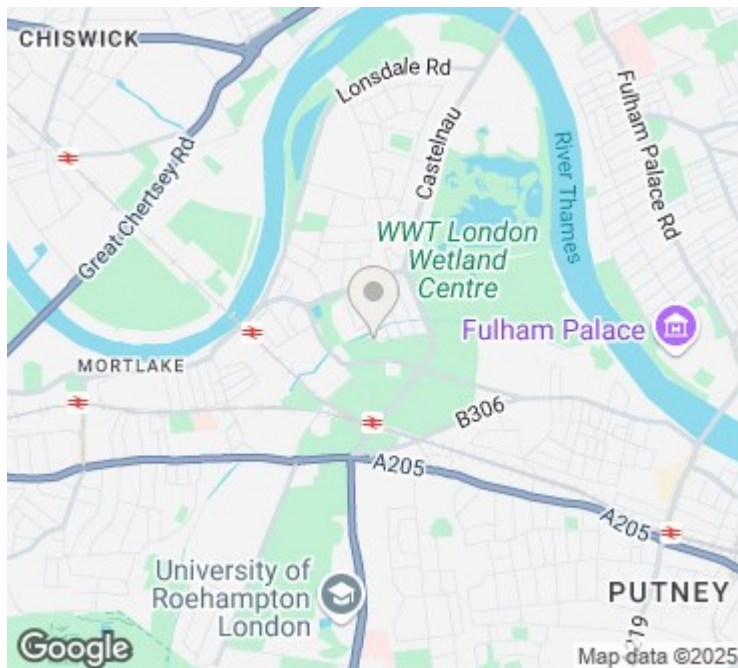 CHISWICK
Lonsdale Rd
Castelnau
Great Chertsey Rd
River Thames
Fulham Palace Rd
WWT London
Wetland
Centre
Fulham Palace
MORTLAKE
B306
A205
A205
University of
Roehampton
London
PUTNEY
Google
Map data ©2025